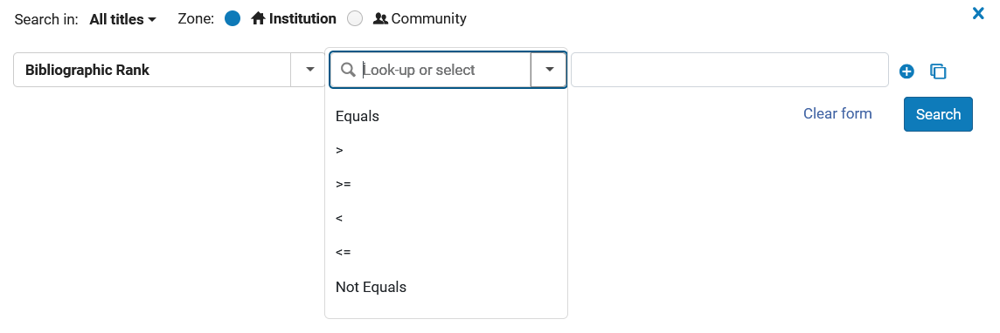 Search in: All titles Zone: Institution Community
Bibliographic Rank Look-up or select
Equals
Clear form
Search
>
>=
<
<=
Not Equals